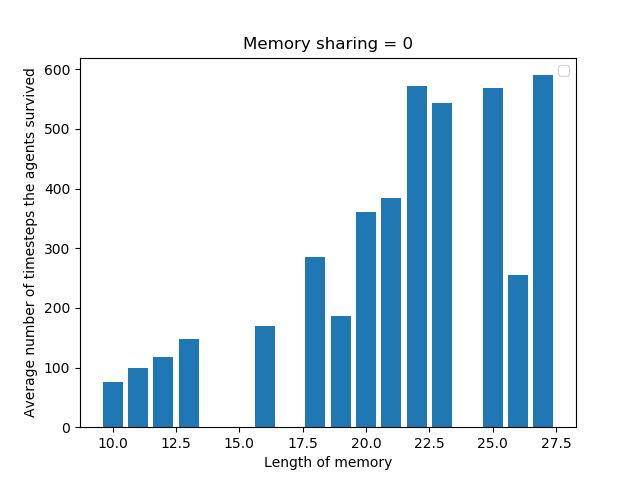 Memory sharing = 0
Average number of timesteps the agents survived
600
500
400
300
200
100
0
10.0 12.5 15.0 17.5 20.0 22.5 25.0 27.5
Length of memory